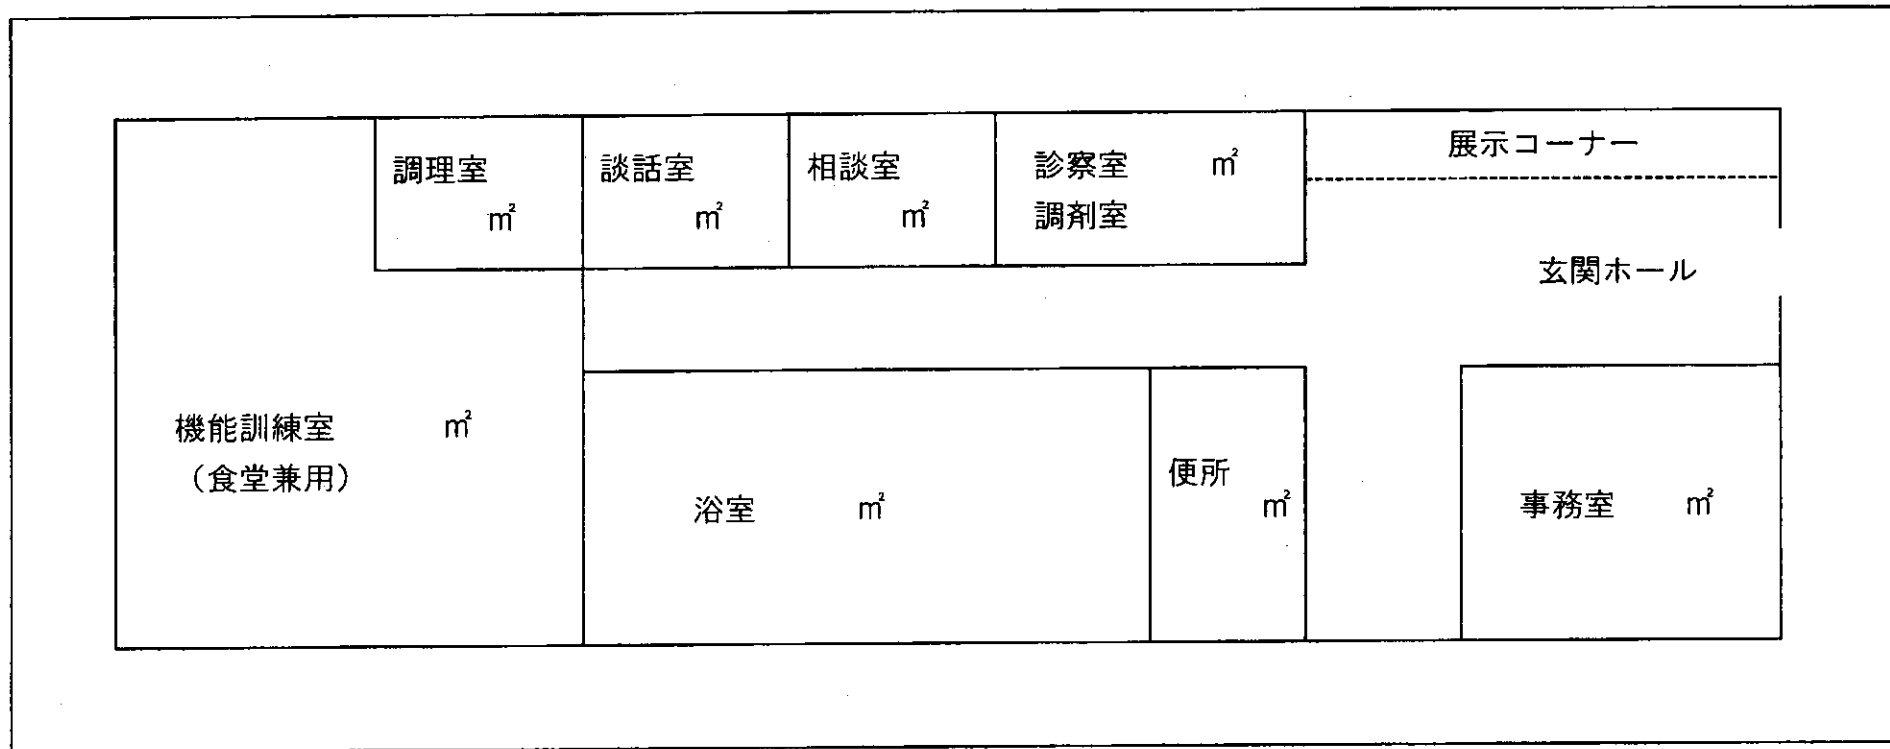 調理室
㎡
談話室
㎡
相談室
㎡
診察室 ㎡
調剤室
展示コーナー
玄関ホール
機能訓練室 ㎡
（食堂兼用）
浴室 ㎡
便所
㎡
事務室 ㎡